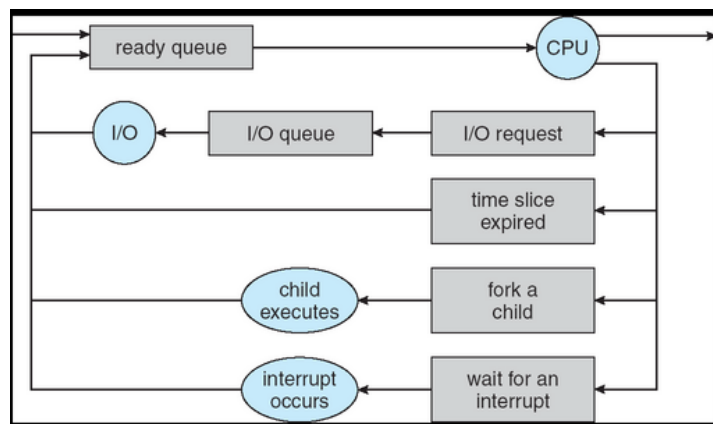 ready queue
CPU
I/O
I/O queue
I/O request
time slice
expired
child
executes
fork a
child
interrupt
occurs
wait for an
interrupt